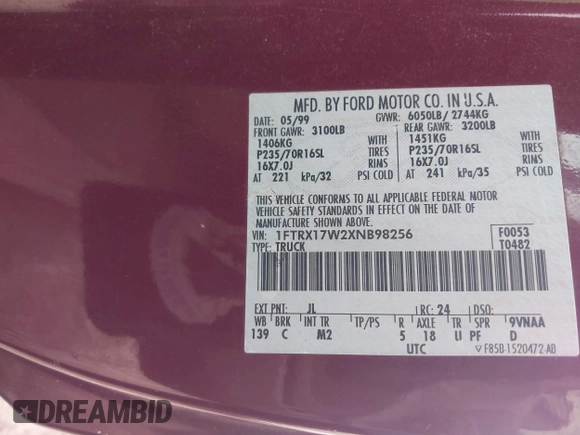 MFD. BY FORD MOTOR CO. IN U.S.A.
DATE: 05/99 GVWR: 6050LB/ 2744KG
FRONT GAWR: 3100LB REAR GAWR: 3200LB
1406KG WITH 1451KG WITH
P235/70R16SL TIRES P235/70R16SL TIRES
16X7.0J RIMS 16X7.0J RIMS
AT 221 kPa/32 PSI COLD AT 241 kPa/35 PSI COLD
THIS VEHICLE CONFORMS TO ALL APPLICABLE FEDERAL MOTOR
VEHICLE SAFETY STANDARDS IN EFFECT ON THE DATE OF
MANUFACTURE SHOWN ABOVE.
VIN: 1FTRX17W2XNB98256 F0053
TYPE: TRUCK T0482
EXT PNT: JL RC: 24 DSO:
WB BRK INT TR TP/PS R AXLE TR SPR 9VNAA
139 C M2 5 18 U PF D
UTC ▽ F85B-1520472-AB
DREAMBID